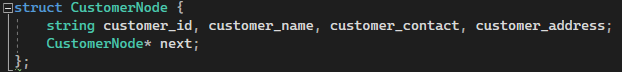 struct CustomerNode {
    string customer_id, customer_name, customer_contact, customer_address;
    CustomerNode* next;
};